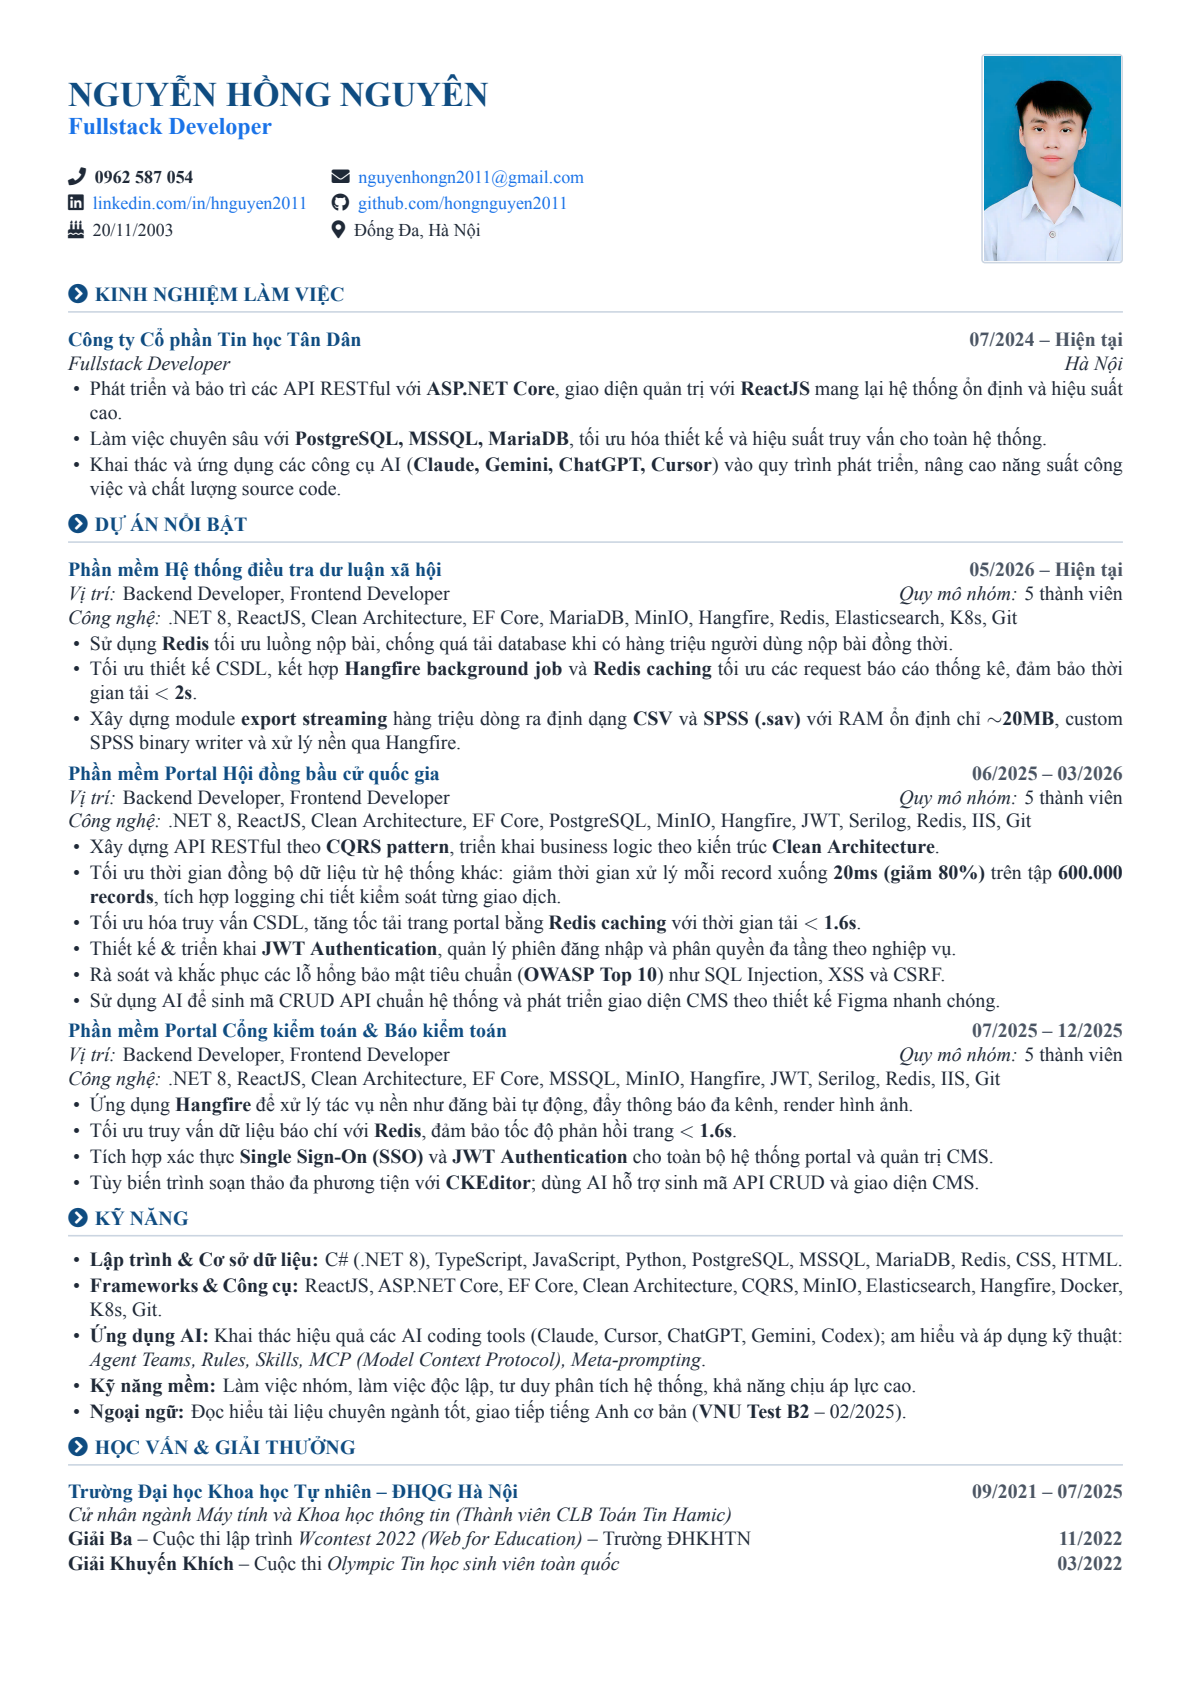 NGUYỄN HỒNG NGUYÊN
Fullstack Developer
0962 587 054
nguyenhongn2011@gmail.com
linkedin.com/in/hnguyen2011
github.com/hongnguyen2011
20/11/2003
Đống Đa, Hà Nội
KINH NGHIỆM LÀM VIỆC
Công ty Cổ phần Tin học Tân Dân 07/2024 – Hiện tại
Fullstack Developer Hà Nội
• Phát triển và bảo trì các API RESTful với ASP.NET Core, giao diện quản trị với ReactJS mang lại hệ thống ổn định và hiệu suất
cao.
• Làm việc chuyên sâu với PostgreSQL, MSSQL, MariaDB, tối ưu hóa thiết kế và hiệu suất truy vấn cho toàn hệ thống.
• Khai thác và ứng dụng các công cụ AI (Claude, Gemini, ChatGPT, Cursor) vào quy trình phát triển, nâng cao năng suất công
việc và chất lượng source code.
DỰ ÁN NỔI BẬT
Phần mềm Hệ thống điều tra dư luận xã hội 05/2026 – Hiện tại
Vị trí: Backend Developer, Frontend Developer Quy mô nhóm: 5 thành viên
Công nghệ: .NET 8, ReactJS, Clean Architecture, EF Core, MariaDB, MinIO, Hangfire, Redis, Elasticsearch, K8s, Git
• Sử dụng Redis tối ưu luồng nộp bài, chống quá tải database khi có hàng triệu người dùng nộp bài đồng thời.
• Tối ưu thiết kế CSDL, kết hợp Hangfire background job và Redis caching tối ưu các request báo cáo thống kê, đảm bảo thời
gian tải < 2s.
• Xây dựng module export streaming hàng triệu dòng ra định dạng CSV và SPSS (.sav) với RAM ổn định chỉ ~20MB, custom
SPSS binary writer và xử lý nền qua Hangfire.
Phần mềm Portal Hội đồng bầu cử quốc gia 06/2025 – 03/2026
Vị trí: Backend Developer, Frontend Developer Quy mô nhóm: 5 thành viên
Công nghệ: .NET 8, ReactJS, Clean Architecture, EF Core, PostgreSQL, MinIO, Hangfire, JWT, Serilog, Redis, IIS, Git
• Xây dựng API RESTful theo CQRS pattern, triển khai business logic theo kiến trúc Clean Architecture.
• Tối ưu thời gian đồng bộ dữ liệu từ hệ thống khác: giảm thời gian xử lý mỗi record xuống 20ms (giảm 80%) trên tập 600.000
records, tích hợp logging chi tiết kiểm soát từng giao dịch.
• Tối ưu hóa truy vấn CSDL, tăng tốc tải trang portal bằng Redis caching với thời gian tải < 1.6s.
• Thiết kế & triển khai JWT Authentication, quản lý phiên đăng nhập và phân quyền đa tầng theo nghiệp vụ.
• Rà soát và khắc phục các lỗ hổng bảo mật tiêu chuẩn (OWASP Top 10) như SQL Injection, XSS và CSRF.
• Sử dụng AI để sinh mã CRUD API chuẩn hệ thống và phát triển giao diện CMS theo thiết kế Figma nhanh chóng.
Phần mềm Portal Cổng kiểm toán & Báo kiểm toán 07/2025 – 12/2025
Vị trí: Backend Developer, Frontend Developer Quy mô nhóm: 5 thành viên
Công nghệ: .NET 8, ReactJS, Clean Architecture, EF Core, MSSQL, MinIO, Hangfire, JWT, Serilog, Redis, IIS, Git
• Ứng dụng Hangfire để xử lý tác vụ nền như đăng bài tự động, đẩy thông báo đa kênh, render hình ảnh.
• Tối ưu truy vấn dữ liệu báo chí với Redis, đảm bảo tốc độ phản hồi trang < 1.6s.
• Tích hợp xác thực Single Sign-On (SSO) và JWT Authentication cho toàn bộ hệ thống portal và quản trị CMS.
• Tùy biến trình soạn thảo đa phương tiện với CKEditor; dùng AI hỗ trợ sinh mã API CRUD và giao diện CMS.
KỸ NĂNG
• Lập trình & Cơ sở dữ liệu: C# (.NET 8), TypeScript, JavaScript, Python, PostgreSQL, MSSQL, MariaDB, Redis, CSS, HTML.
• Frameworks & Công cụ: ReactJS, ASP.NET Core, EF Core, Clean Architecture, CQRS, MinIO, Elasticsearch, Hangfire, Docker,
K8s, Git.
• Ứng dụng AI: Khai thác hiệu quả các AI coding tools (Claude, Cursor, ChatGPT, Gemini, Codex); am hiểu và áp dụng kỹ thuật:
Agent Teams, Rules, Skills, MCP (Model Context Protocol), Meta-prompting.
• Kỹ năng mềm: Làm việc nhóm, làm việc độc lập, tư duy phân tích hệ thống, khả năng chịu áp lực cao.
• Ngoại ngữ: Đọc hiểu tài liệu chuyên ngành tốt, giao tiếp tiếng Anh cơ bản (VNU Test B2 – 02/2025).
HỌC VẤN & GIẢI THƯỞNG
Trường Đại học Khoa học Tự nhiên – ĐHQG Hà Nội 09/2021 – 07/2025
Cử nhân ngành Máy tính và Khoa học thông tin (Thành viên CLB Toán Tin Hamic)
Giải Ba – Cuộc thi lập trình Wcontest 2022 (Web for Education) – Trường ĐHKHTN 11/2022
Giải Khuyến Khích – Cuộc thi Olympic Tin học sinh viên toàn quốc 03/2022